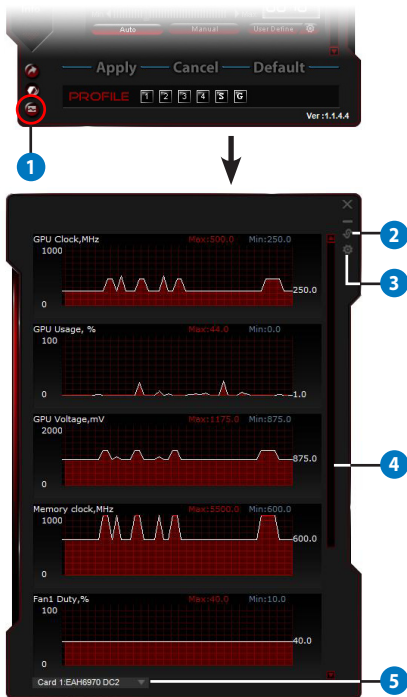 Auto Manual User Define
Apply Cancel Default
PROFILE 1 2 3 4 S G
Ver :1.1.4.4
1
2
3
GPU Clock,MHz Max:500.0 Min:250.0
1000
250.0
0
GPU Usage, % Max:44.0 Min:0.0
100
1.0
0
GPU Voltage,mV Max:1175.0 Min:875.0
2000
875.0
4
0
Memory clock,MHz Max:5500.0 Min:600.0
1000
600.0
0
Fan1 Duty,% Max:40.0 Min:10.0
100
40.0
0
Card 1:EAH6970 DC2
5